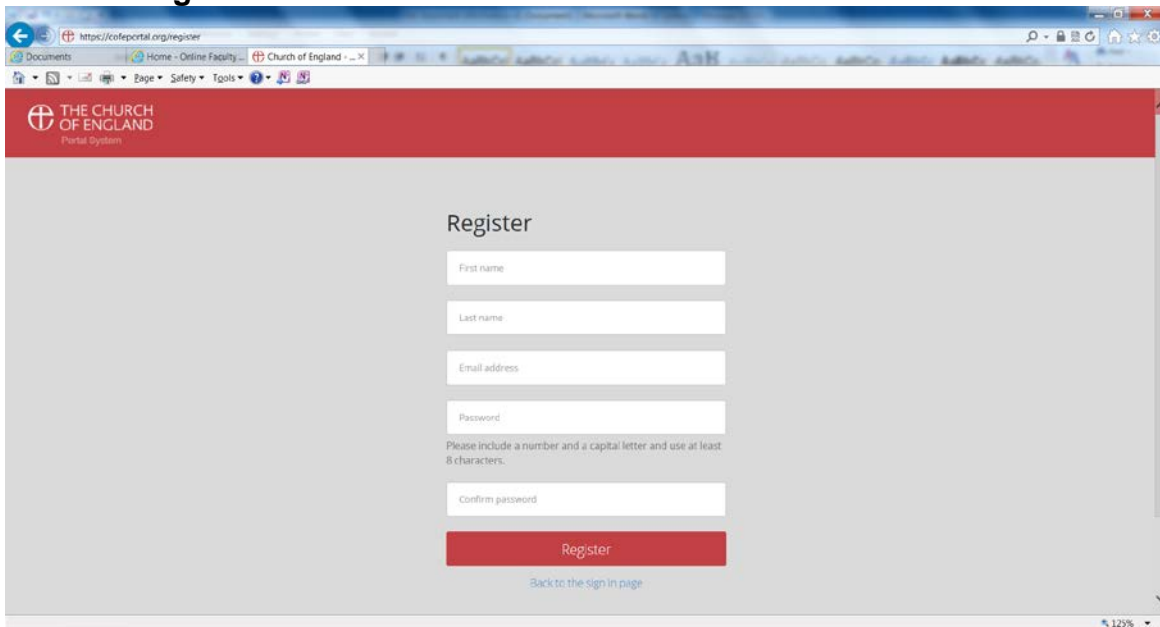 https://cofeportal.org/register
Documents
Home - Online Faculty ...
Church of England - ...
Page
Safety
Tools
THE CHURCH
OF ENGLAND
Portal System
Register
First name
Last name
Email address
Password
Please include a number and a capital letter and use at least
8 characters.
Confirm password
Register
Back to the sign in page
125%